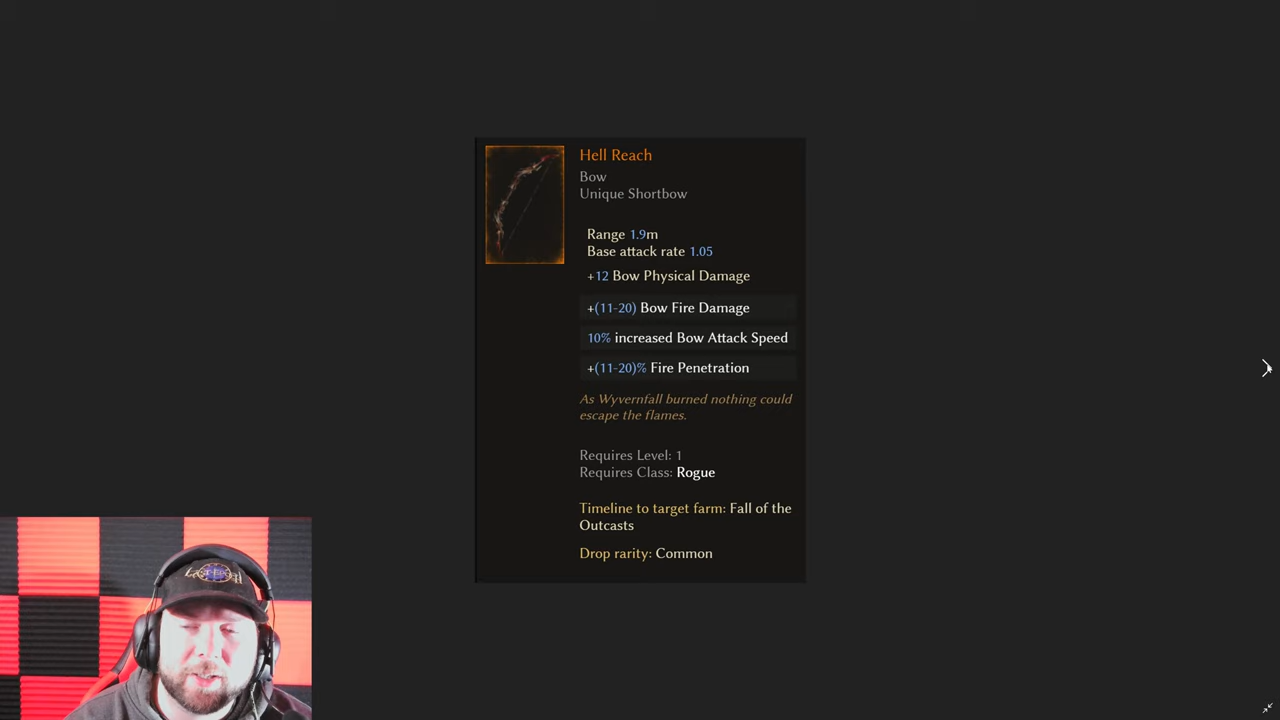 Hell Reach
Bow
Unique Shortbow
Range 1.9m
Base attack rate 1.05
+12 Bow Physical Damage
+(11-20) Bow Fire Damage
10% increased Bow Attack Speed
+(11-20)% Fire Penetration
As Wyvernfall burned nothing could
escape the flames.
Requires Level: 1
Requires Class: Rogue
Timeline to target farm: Fall of the
Outcasts
Drop rarity: Common